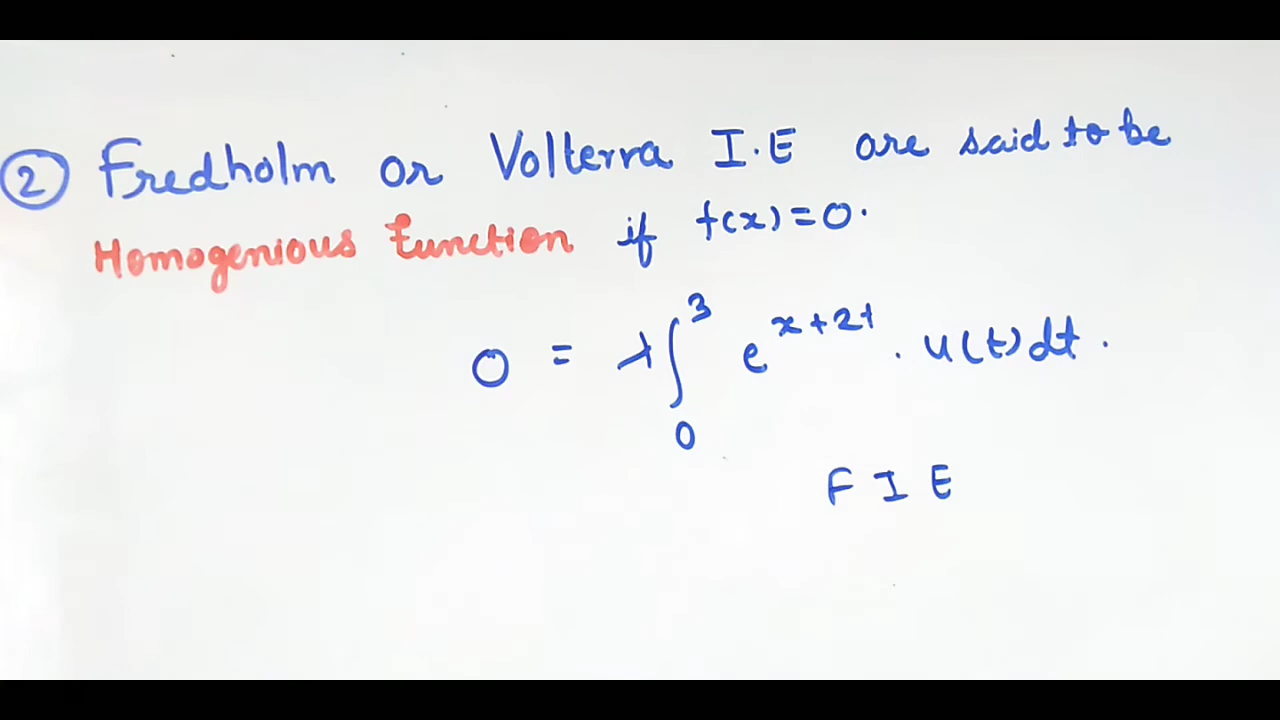 ② Fredholm or Volterra I.E are said to be
Homogenious Function if f(x)=0.
0 = λ∫₀³ e^{x+2t} . u(t)dt.
F I E